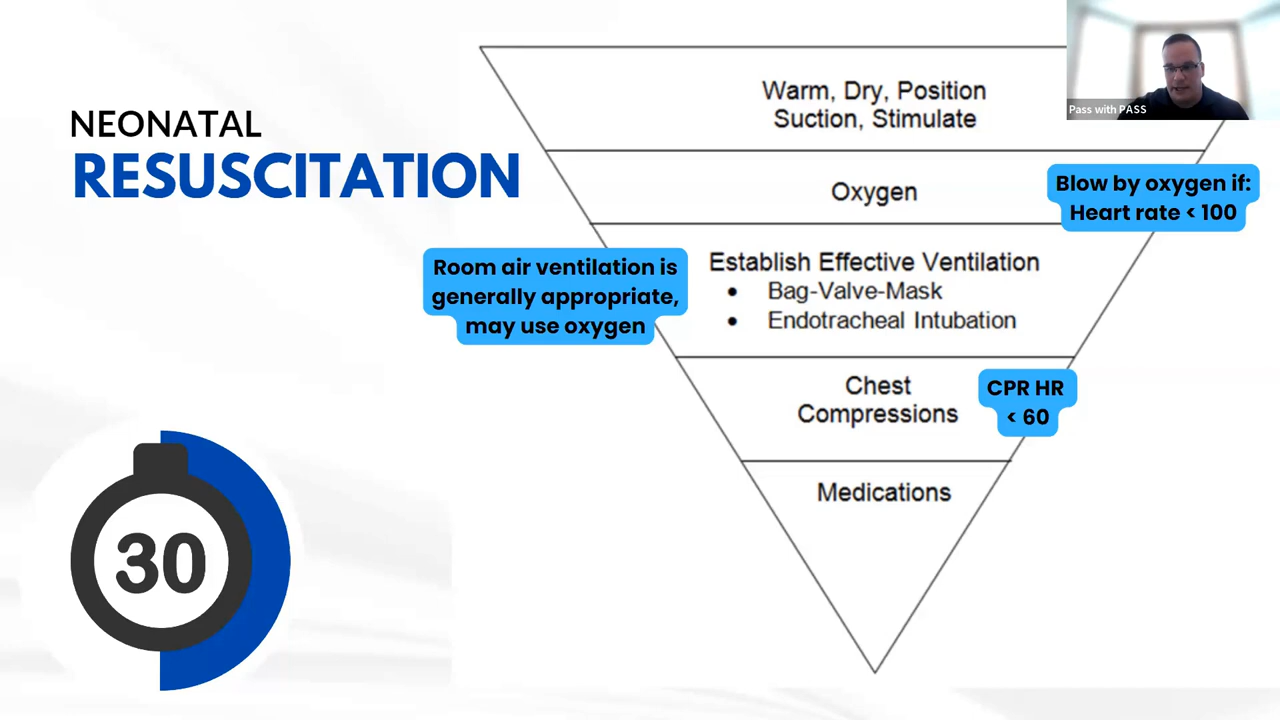 NEONATAL
RESUSCITATION
Warm, Dry, Position
Suction, Stimulate
Oxygen
Blow by oxygen if:
Heart rate < 100
Room air ventilation is
generally appropriate,
may use oxygen
Establish Effective Ventilation
• Bag-Valve-Mask
• Endotracheal Intubation
Chest
Compressions
CPR HR
< 60
Medications
30
Pass with PASS